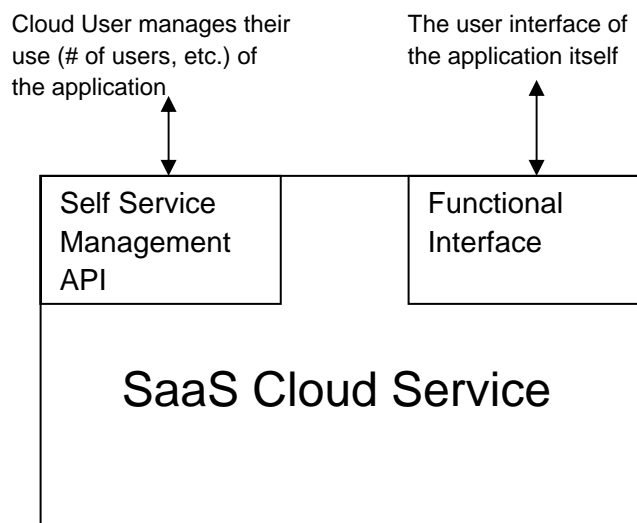 Cloud User manages their
use (# of users, etc.) of
the application
The user interface of
the application itself
Self Service
Management
API
Functional
Interface
SaaS Cloud Service